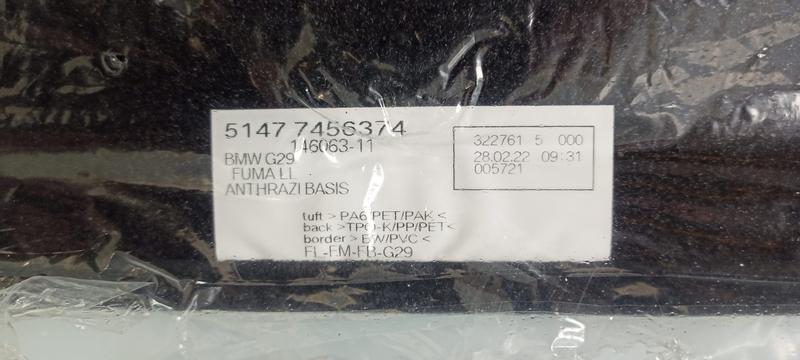 5147 7456374
146063-11
BMW G29
FUMA LL
ANTHRAZI BASIS
322761 5 000
28.02.22 09:31
005721
tuft > PA6/PET/PAK <
back > TPO-K/PP/PET <
border > BW/PVC <
FL-FM-FB-G29